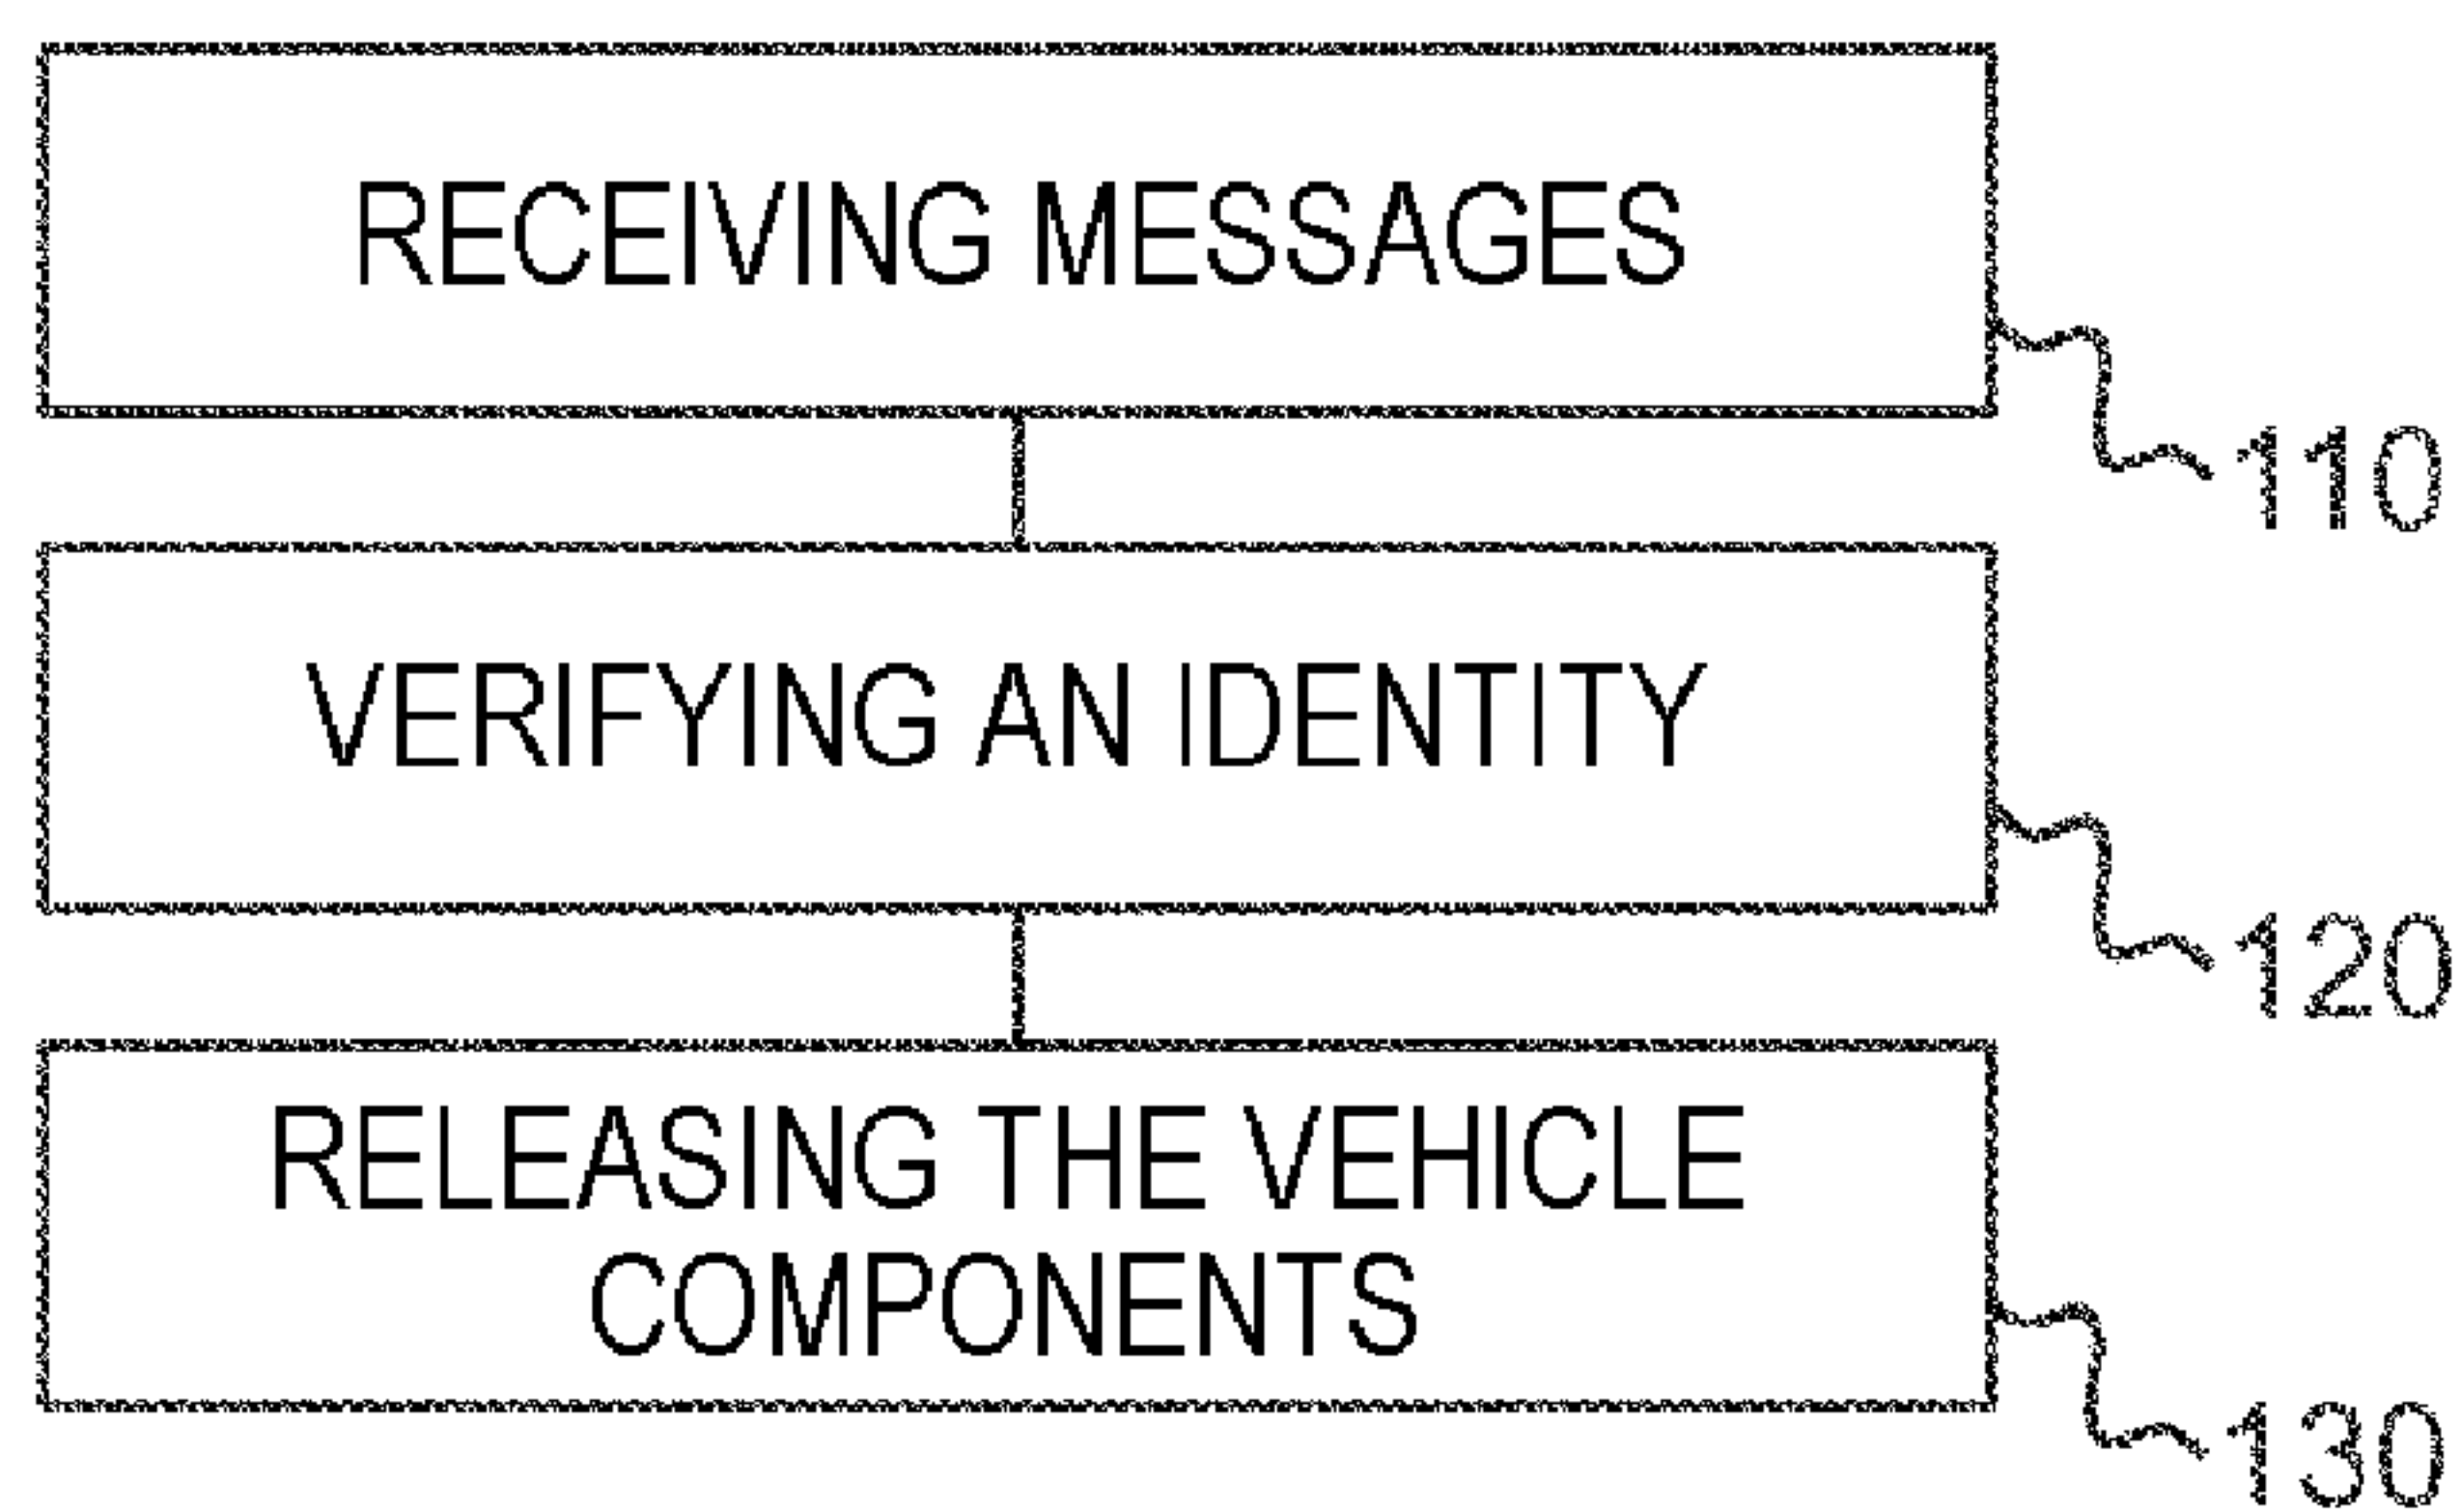 RECEIVING MESSAGES
110
VERIFYING AN IDENTITY
120
RELEASING THE VEHICLE
COMPONENTS
130